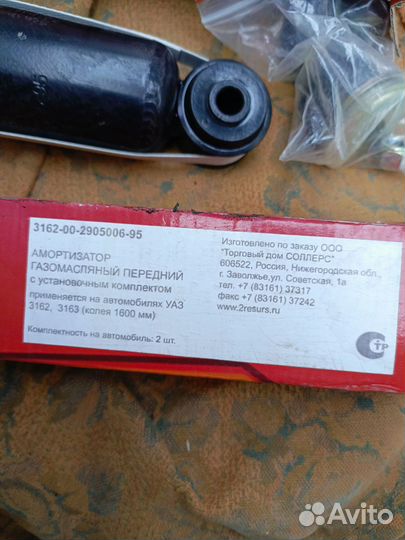 95
3162-00-2905006-95
АМОРТИЗАТОР
ГАЗОМАСЛЯНЫЙ ПЕРЕДНИЙ
с установочным комплектом
применяется на автомобилях УАЗ
3162, 3163 (колея 1600 мм)
Комплектность на автомобиль: 2 шт.
Изготовлено по заказу ООО
"Торговый дом СОЛЛЕРС"
606522, Россия, Нижегородская обл.,
г. Заволжье,ул. Советская, 1а
тел. +7 (83161) 37317
факс +7 (83161) 37242
www.2resurs.ru
СТР
Avito